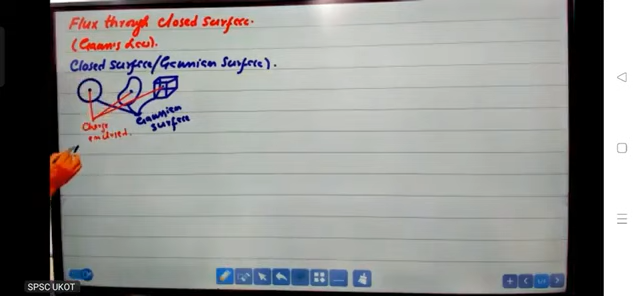 Flux through closed surface.
(Gauss's Law).
Closed surface/Gaussian surface).
Charge enclosed.
Gaussian surface
SPSC UKOT